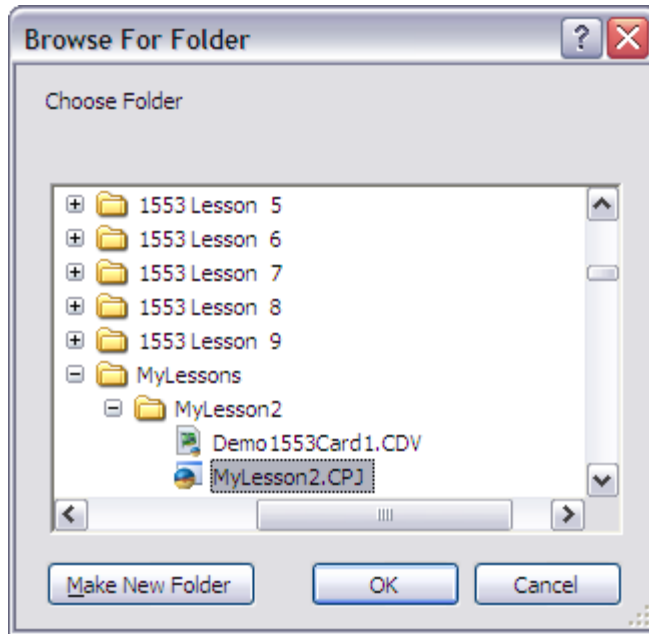 Browse For Folder
Choose Folder
1553 Lesson 5
1553 Lesson 6
1553 Lesson 7
1553 Lesson 8
1553 Lesson 9
MyLessons
MyLesson2
Demo1553Card1.CDV
MyLesson2.CPJ
Make New Folder OK Cancel